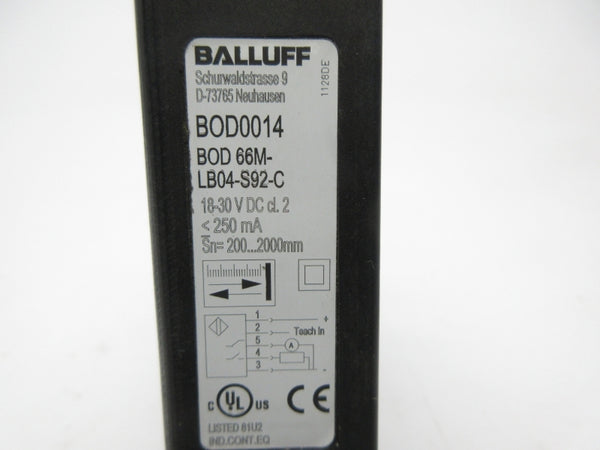 BALLUFF
Schurwaldstrasse 9
D-73765 Neuhausen
1128DE
BOD0014
BOD 66M-
LB04-S92-C
18-30 V DC cl. 2
≤ 250 mA
Sn= 200...2000mm
1 +
2 Teach In
5 A
4
3 -
C UL US CE
LISTED 81U2
IND.CONT.EQ